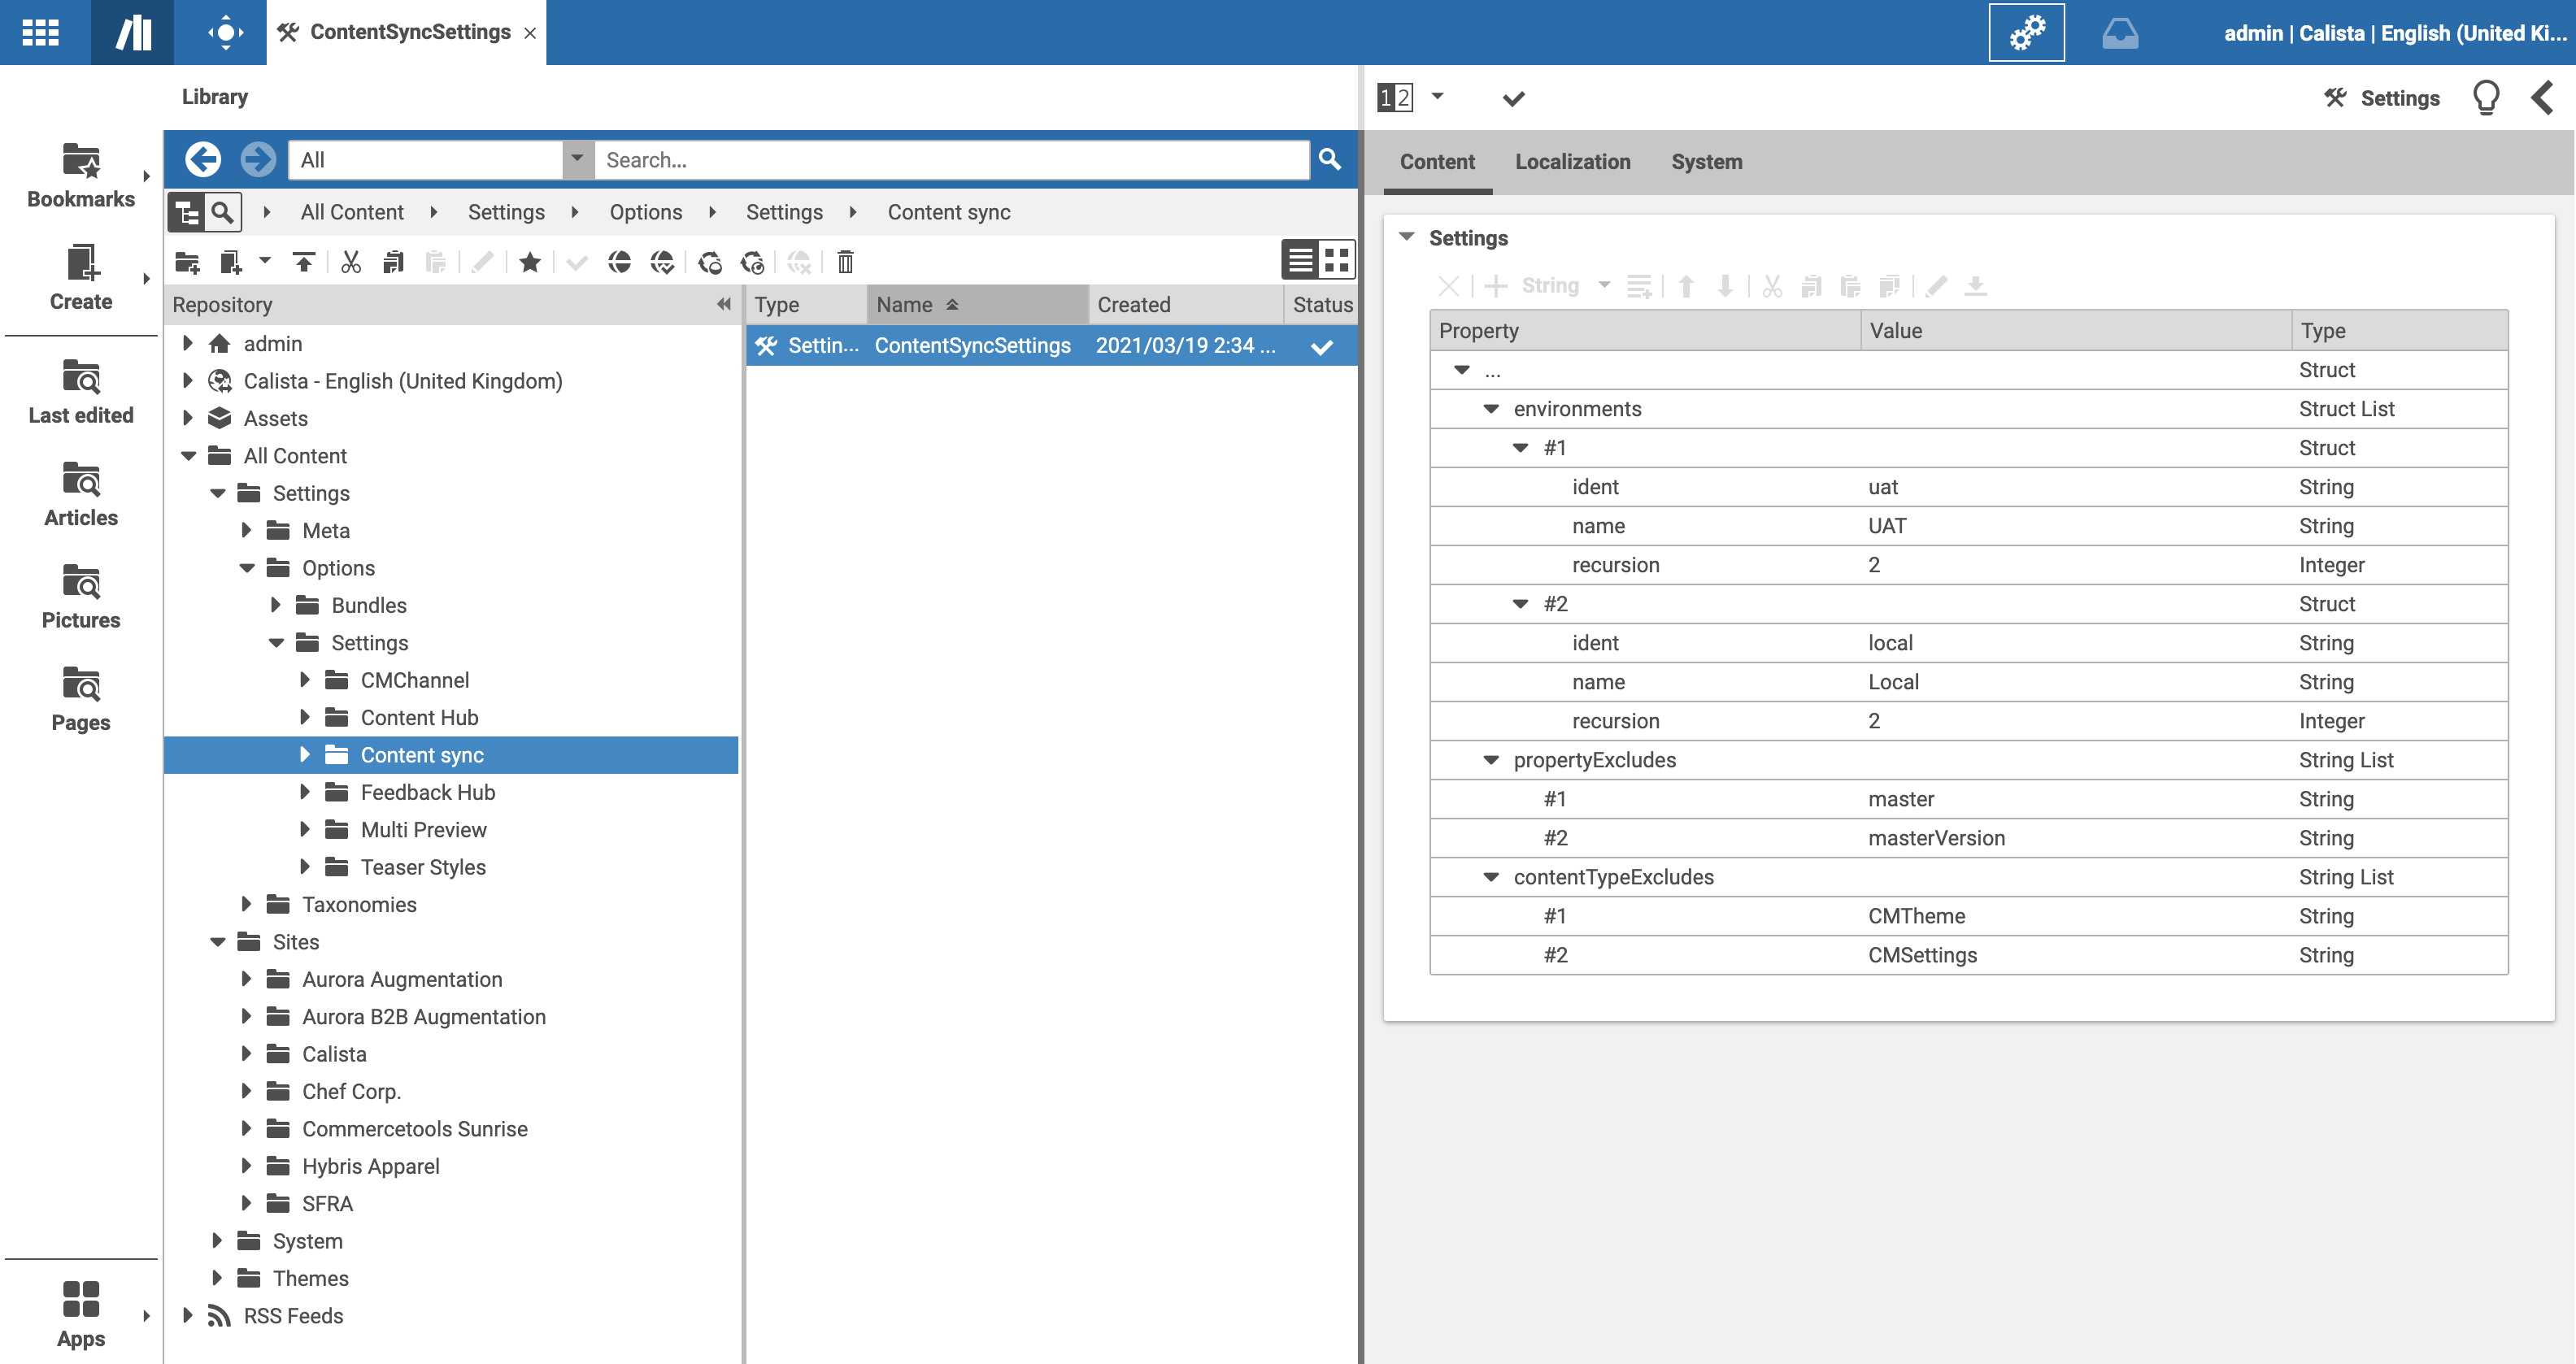 ContentSyncSettings
admin | Calista | English (United Ki...
Library
12
Settings
Bookmarks
Create
Last edited
Articles
Pictures
Pages
Apps
All
Search...
All Content Settings Options Settings Content sync
Repository
admin
Calista - English (United Kingdom)
Assets
All Content
Settings
Meta
Options
Bundles
Settings
CMChannel
Content Hub
Content sync
Feedback Hub
Multi Preview
Teaser Styles
Taxonomies
Sites
Aurora Augmentation
Aurora B2B Augmentation
Calista
Chef Corp.
Commercetools Sunrise
Hybris Apparel
SFRA
System
Themes
RSS Feeds
Type Name Created Status
Settin... ContentSyncSettings 2021/03/19 2:34 ...
Content Localization System
Settings
String
Property Value Type
... Struct
environments Struct List
#1 Struct
ident uat String
name UAT String
recursion 2 Integer
#2 Struct
ident local String
name Local String
recursion 2 Integer
propertyExcludes String List
#1 master String
#2 masterVersion String
contentTypeExcludes String List
#1 CMTheme String
#2 CMSettings String